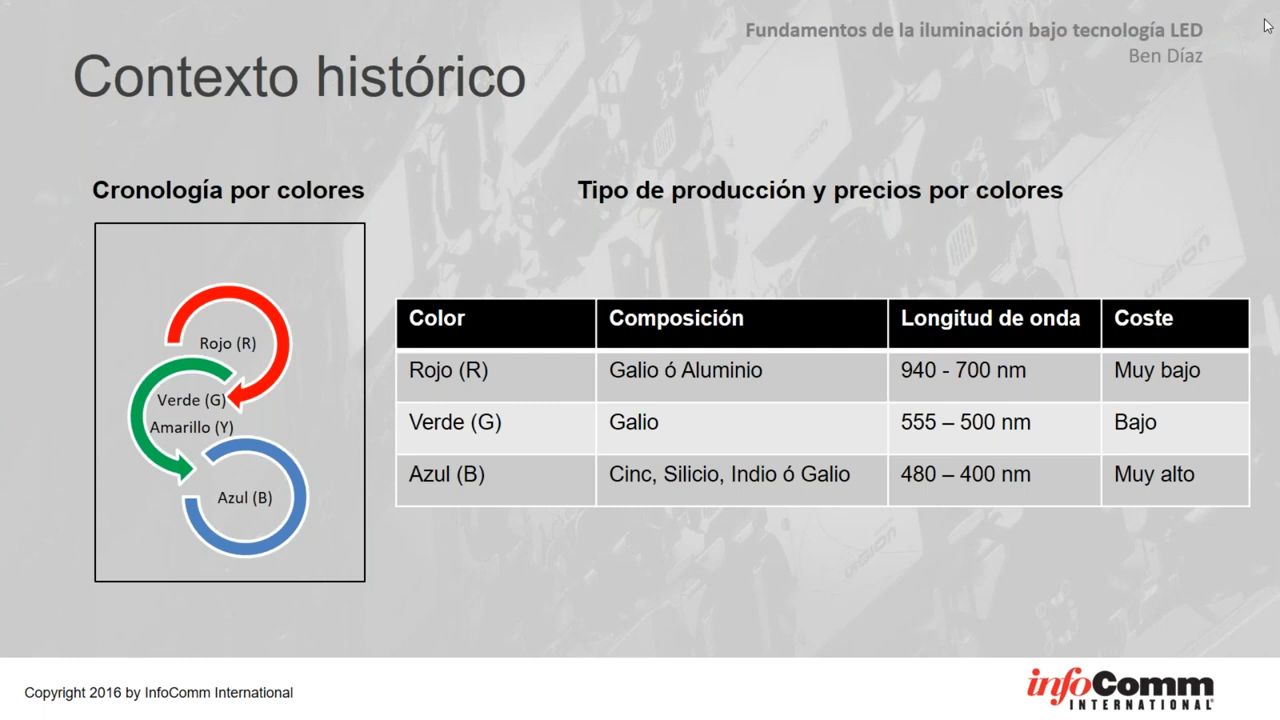 Fundamentos de la iluminación bajo tecnología LED
Ben Díaz
Contexto histórico
Cronología por colores
Tipo de producción y precios por colores
Rojo (R)
Verde (G)
Amarillo (Y)
Azul (B)
Color Composición Longitud de onda Coste
Rojo (R) Galio ó Aluminio 940 - 700 nm Muy bajo
Verde (G) Galio 555 – 500 nm Bajo
Azul (B) Cinc, Silicio, Indio ó Galio 480 – 400 nm Muy alto
VISION
VISION
VISION
Copyright 2016 by InfoComm International
infoComm
INTERNATIONAL